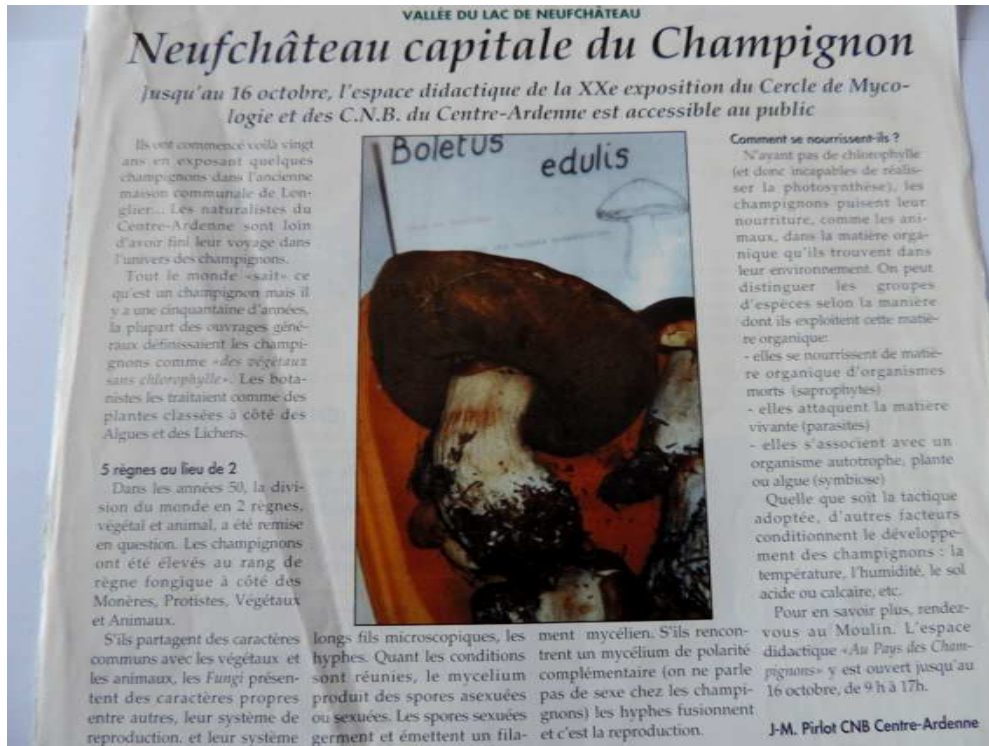 VALLÉE DU LAC DE NEUFCHÂTEAU
Neufchâteau capitale du Champignon
Jusqu'au 16 octobre, l'espace didactique de la XXe exposition du Cercle de Myco-
logie et des C.N.B. du Centre-Ardenne est accessible au public
Ils ont commencé voilà vingt
ans en exposant quelques
champignons dans l'ancienne
maison communale de Lon-
glier... Les naturalistes du
Centre-Ardenne sont loin
d'avoir fini leur voyage dans
l'univers des champignons.
Tout le monde «sait» ce
qu'est un champignon mais il
y a une cinquantaine d'années,
la plupart des ouvrages géné-
raux définissaient les champi-
gnons comme «des végétaux
sans chlorophylle». Les bota-
nistes les traitaient comme des
plantes classées à côté des
Algues et des Lichens.
5 règnes au lieu de 2
Dans les années 50, la divi-
sion du monde en 2 règnes,
végétal et animal, a été remise
en question. Les champignons
ont été élevés au rang de
règne fongique à côté des
Monères, Protistes, Végétaux
et Animaux.
S'ils partagent des caractères
communs avec les végétaux et
les animaux, les Fungi présen-
tent des caractères propres
entre autres, leur système de
reproduction, et leur système
Boletus
edulis
longs fils microscopiques, les
hyphes. Quant les conditions
sont réunies, le mycelium
produit des spores asexuées
ou sexuées. Les spores sexuées
germent et émettent un fila-
ment mycélien. S'ils rencon-
trent un mycélium de polarité
complémentaire (on ne parle
pas de sexe chez les champi-
gnons) les hyphes fusionnent
et c'est la reproduction.
Comment se nourrissent-ils ?
N'ayant pas de chlorophylle
(et donc incapables de réalis-
ser la photosynthèse), les
champignons puisent leur
nourriture, comme les ani-
maux, dans la matière orga-
nique qu'ils trouvent dans
leur environnement. On peut
distinguer les groupes
d'espèces selon la manière
dont ils exploitent cette matiè-
re organique:
- elles se nourrissent de matiè-
re organique d'organismes
morts (saprophytes)
- elles attaquent la matière
vivante (parasites)
- elles s'associent avec un
organisme autotrophe, plante
ou algue (symbiose)
Quelle que soit la tactique
adoptée, d'autres facteurs
conditionnent le développe-
ment des champignons : la
température, l'humidité, le sol
acide ou calcaire, etc.
Pour en savoir plus, rendez-
vous au Moulin. L'espace
didactique «Au Pays des Cham-
pignons» y est ouvert jusqu'au
16 octobre, de 9 h à 17h.
J-M. Pirlot CNB Centre-Ardenne